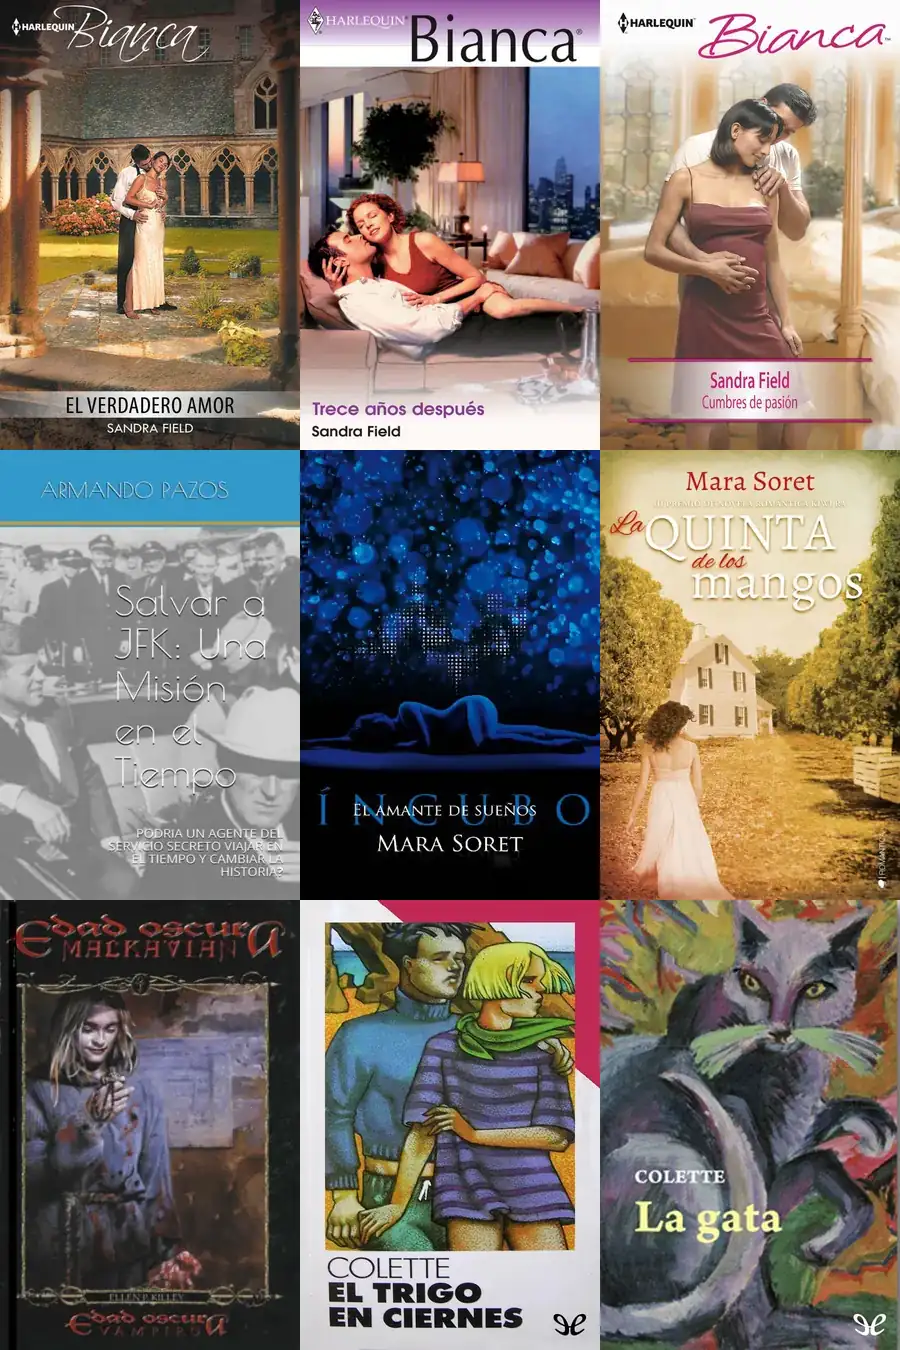 HARLEQUIN
Bianca
EL VERDADERO AMOR
SANDRA FIELD
HARLEQUIN
Bianca
Trece años después
Sandra Field
HARLEQUIN
Bianca
Sandra Field
Cumbres de pasión
ARMANDO PAZOS
Salvar a
JFK: Una
Misión
en el
Tiempo
PODRIA UN AGENTE DEL
SERVICIO SECRETO VIAJAR EN
EL TIEMPO Y CAMBIAR LA
HISTORIA?
ÍNCUBO
EL AMANTE DE SUEÑOS
MARA SORET
Mara Soret
La
QUINTA
de los
mangos
Edad oscura
MALKAVIAN
ELLEN P. KILEY
Edad oscura
VAMPIRO
COLETTE
EL TRIGO
EN CIERNES
COLETTE
La gata